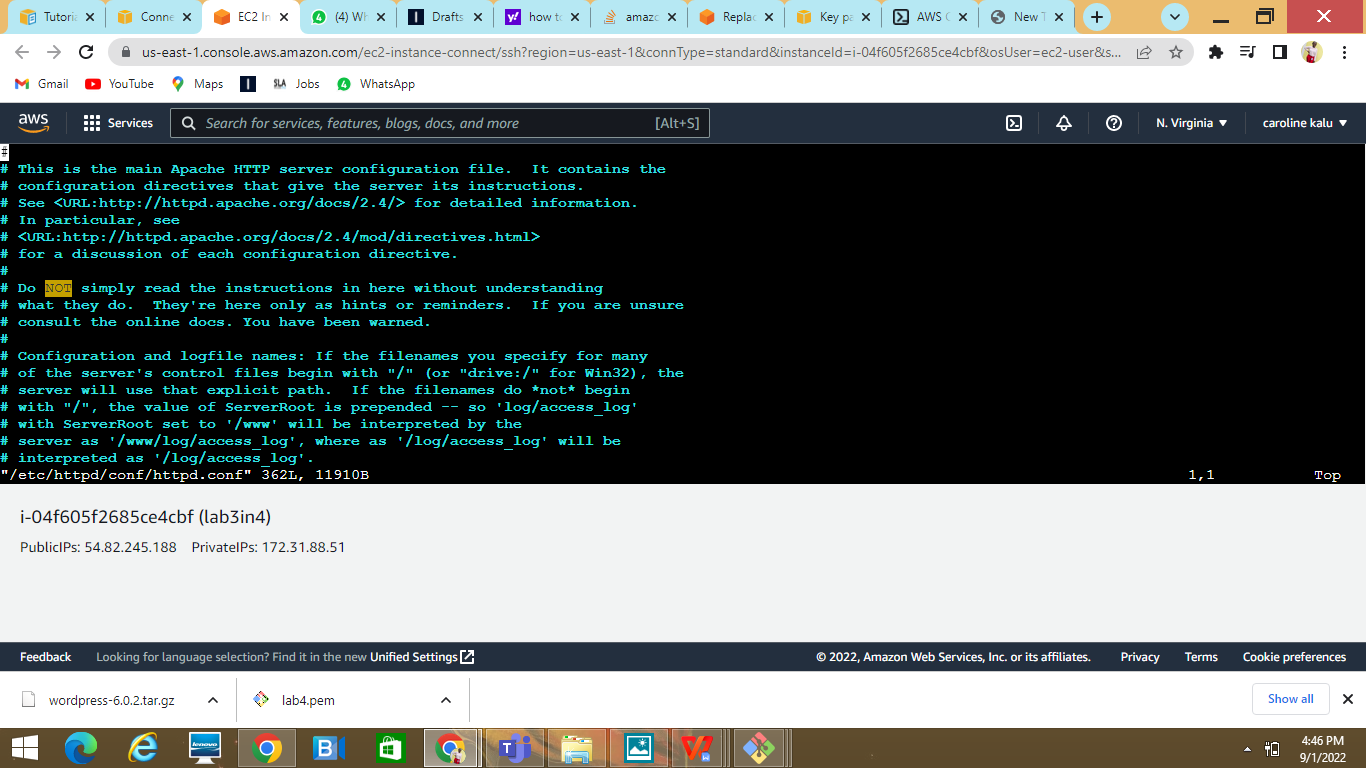 Tutoria
Conne
EC2 In
(4) Wh
Drafts
how to
amazo
Replac
Key pa
AWS C
New T
us-east-1.console.aws.amazon.com/ec2-instance-connect/ssh?region=us-east-1&connType=standard&instanceId=i-04f605f2685ce4cbf&osUser=ec2-user&s...
Gmail YouTube Maps Jobs WhatsApp
aws Services Search for services, features, blogs, docs, and more [Alt+S] N. Virginia caroline kalu
#
# This is the main Apache HTTP server configuration file.  It contains the
# configuration directives that give the server its instructions.
# See <URL:http://httpd.apache.org/docs/2.4/> for detailed information.
# In particular, see
# <URL:http://httpd.apache.org/docs/2.4/mod/directives.html>
# for a discussion of each configuration directive.
#
# Do NOT simply read the instructions in here without understanding
# what they do.  They're here only as hints or reminders.  If you are unsure
# consult the online docs. You have been warned.
#
# Configuration and logfile names: If the filenames you specify for many
# of the server's control files begin with "/" (or "drive:/" for Win32), the
# server will use that explicit path.  If the filenames do *not* begin
# with "/", the value of ServerRoot is prepended -- so 'log/access_log'
# with ServerRoot set to '/www' will be interpreted by the
# server as '/www/log/access_log', where as '/log/access_log' will be
# interpreted as '/log/access_log'.
"/etc/httpd/conf/httpd.conf" 362L, 11910B 1,1 Top
i-04f605f2685ce4cbf (lab3in4)
PublicIPs: 54.82.245.188 PrivateIPs: 172.31.88.51
Feedback Looking for language selection? Find it in the new Unified Settings © 2022, Amazon Web Services, Inc. or its affiliates. Privacy Terms Cookie preferences
wordpress-6.0.2.tar.gz lab4.pem Show all
lenovo
4:46 PM
9/1/2022